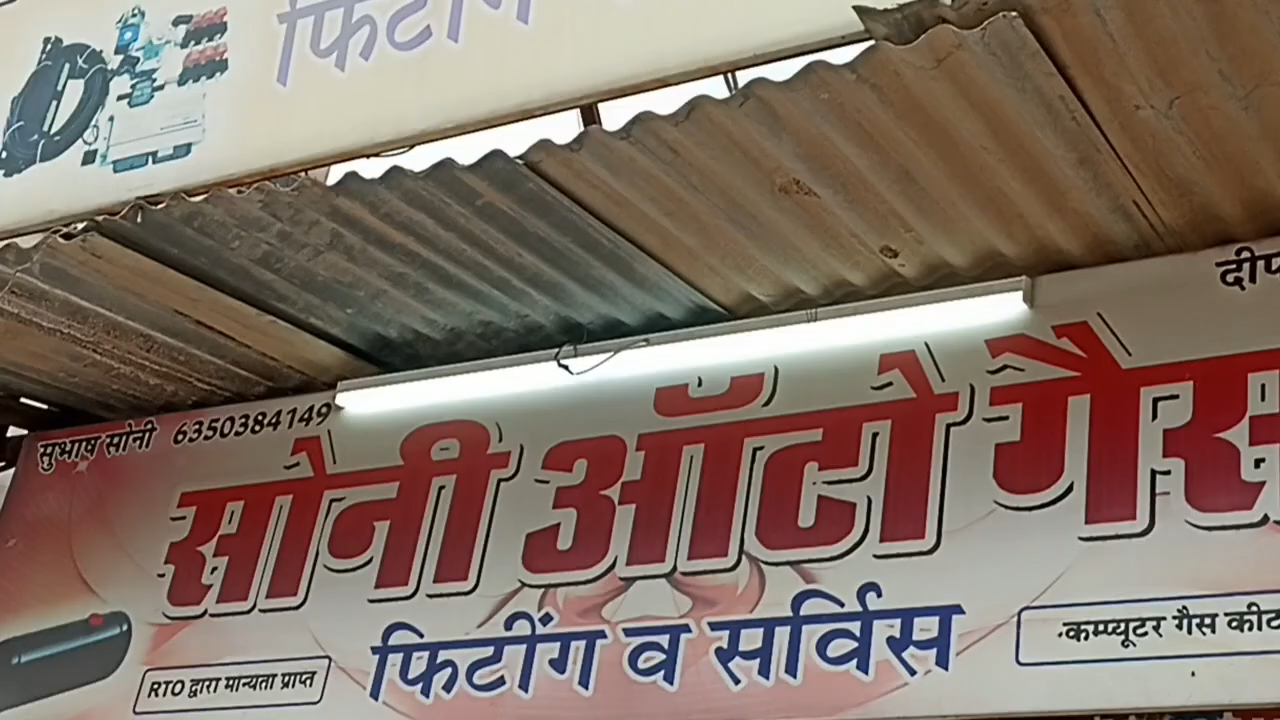 फिटींग
सुभाष सोनी 6350384149
सोनी ऑटो गैस
फिटींग व सर्विस
RTO द्वारा मान्यता प्राप्त
कम्प्यूटर गैस कीट